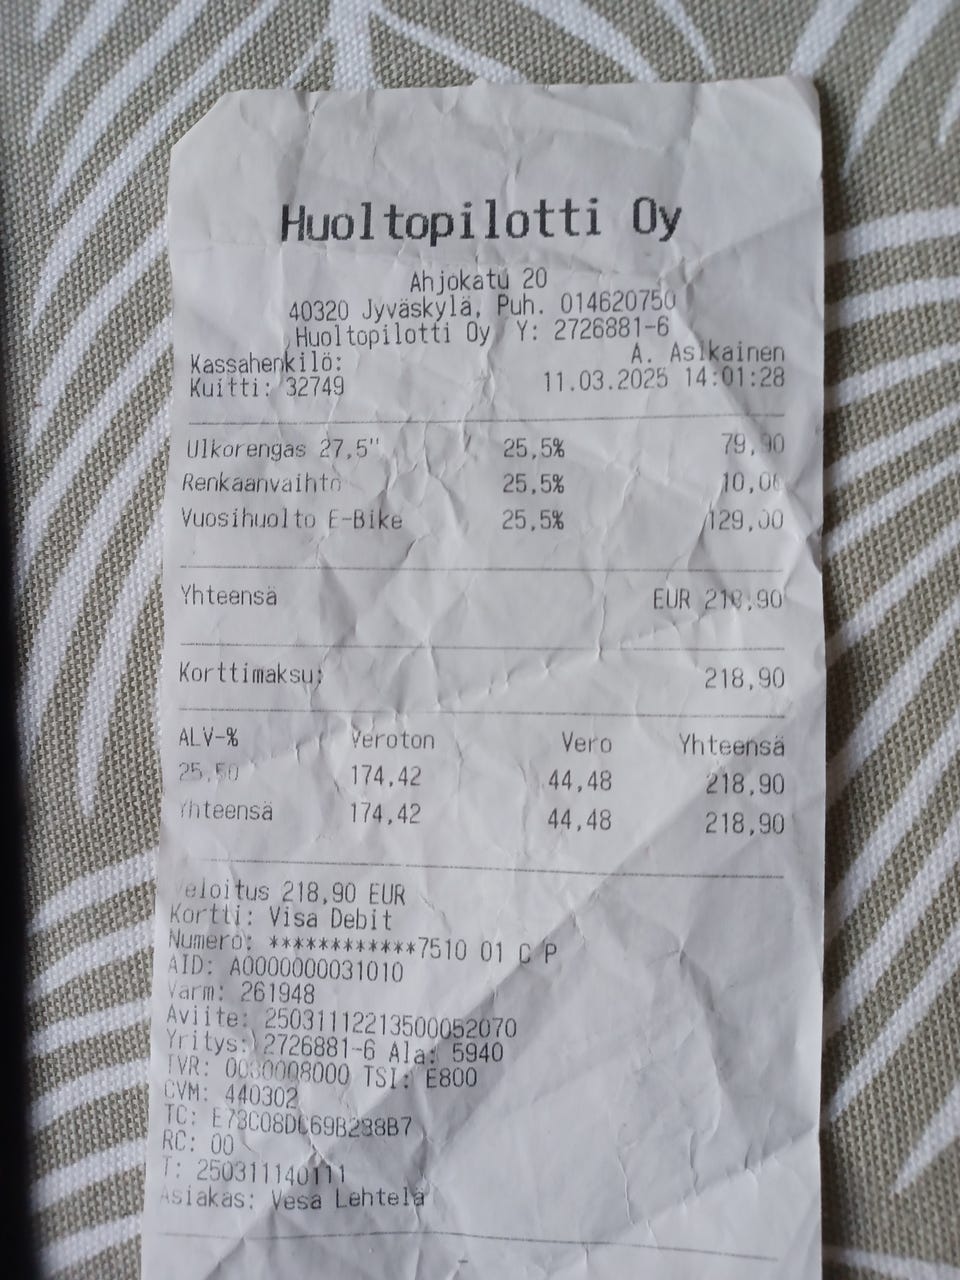 Huoltopilotti Oy
Ahjokatu 20
40320 Jyväskylä, Puh. 014620750
Huoltopilotti Oy Y: 2726881-6
Kassahenkilö: A. Asikainen
Kuitti: 32749 11.03.2025 14:01:28
Ulkorengas 27,5" 25,5% 79,90
Renkaanvaihto 25,5% 10,00
Vuosihuolto E-Bike 25,5% 129,00
Yhteensä EUR 218,90
Korttimaksu: 218,90
ALV-% Veroton Vero Yhteensä
25,50 174,42 44,48 218,90
Yhteensä 174,42 44,48 218,90
Veloitus 218,90 EUR
Kortti: Visa Debit
Numero: ************7510 01 C P
AID: A0000000031010
Varm: 261948
Aviite: 250311122213500052070
Yritys: 2726881-6 Ala: 5940
TVR: 0080008000 TSI: E800
CVM: 440302
TC:
RC: 00
T: 250311140111
Asiakas: Vesa Lehtelä